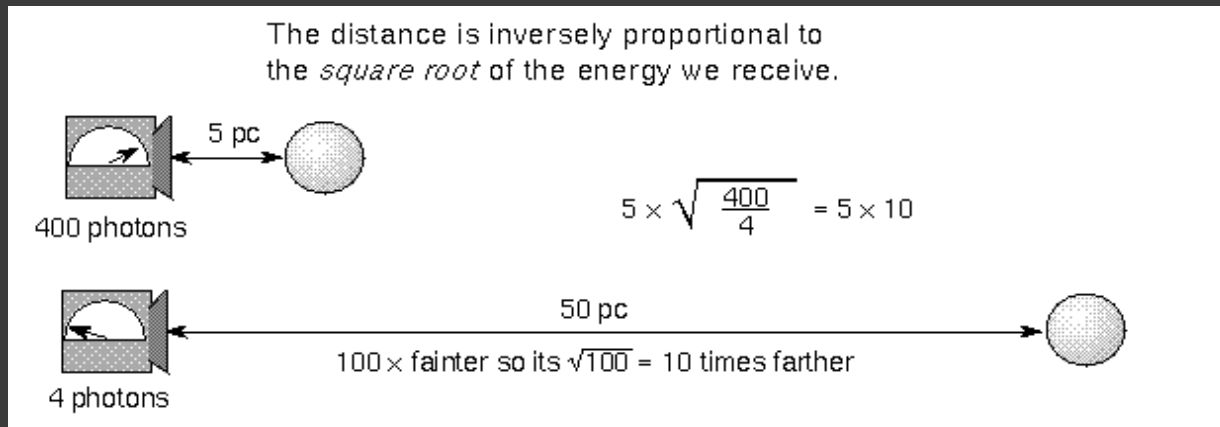 The distance is inversely proportional to
the square root of the energy we receive.
5 pc
400 photons
5 × √(400/4) = 5 × 10
50 pc
100 × fainter so its √100 = 10 times farther
4 photons